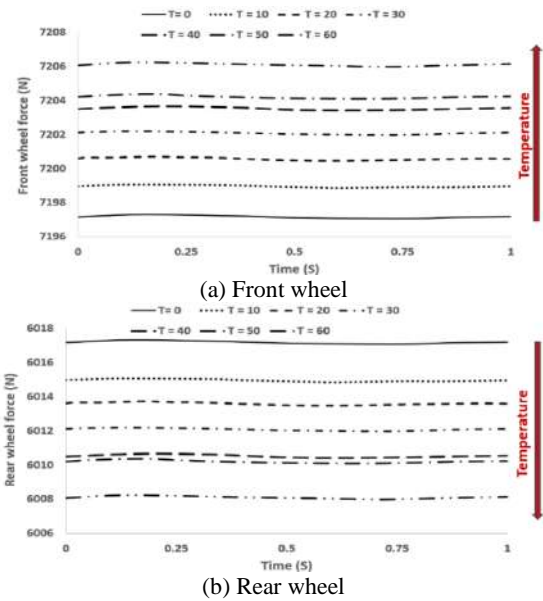 T= 0 T = 10 T = 20 T = 30
T = 40 T = 50 T = 60
7208
7206
7204
7202
7200
7198
7196
Front wheel force (N)
0 0.25 0.5 0.75 1
Time (S)
Temperature
(a) Front wheel
T= 0 T = 10 T = 20 T = 30
T = 40 T = 50 T = 60
6018
6016
6014
6012
6010
6008
6006
Rear wheel force (N)
0 0.25 0.5 0.75 1
Time (S)
Temperature
(b) Rear wheel